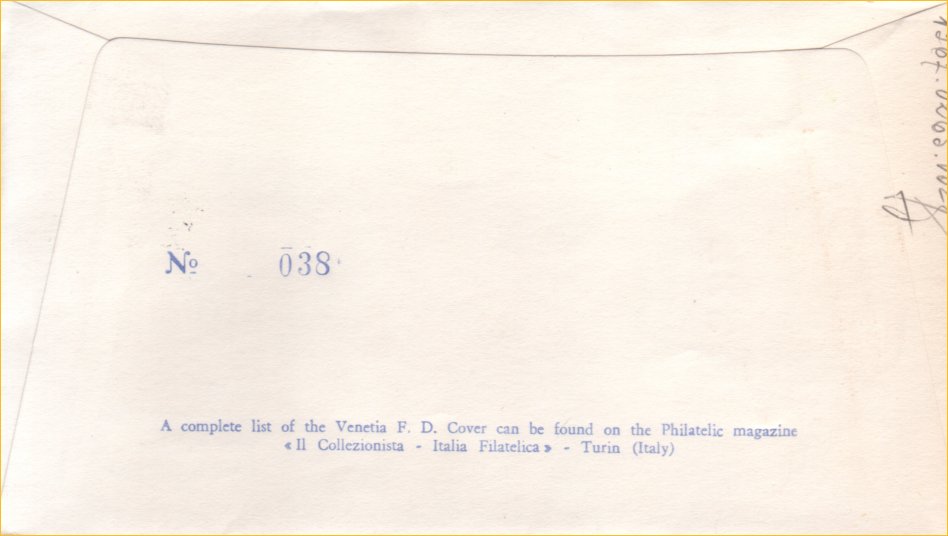 No 038
A complete list of the Venetia F. D. Cover can be found on the Philatelic magazine
« Il Collezionista - Italia Filatelica » - Turin (Italy)